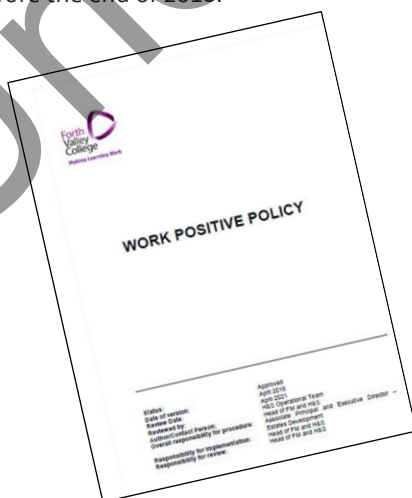 ore the end of 2018.
Forth
Valley
College
Making Learning Work
WORK POSITIVE POLICY
Status: Approved
Date of version: April 2018
Review Date: April 2021
Reviewed by: H&S Operational Team
Author/Contact Person: Head of FM and H&S
Overall responsibility for procedure: Associate Principal and Executive Director –
Estates Development
Responsibility for implementation: Head of FM and H&S
Responsibility for review: Head of FM and H&S